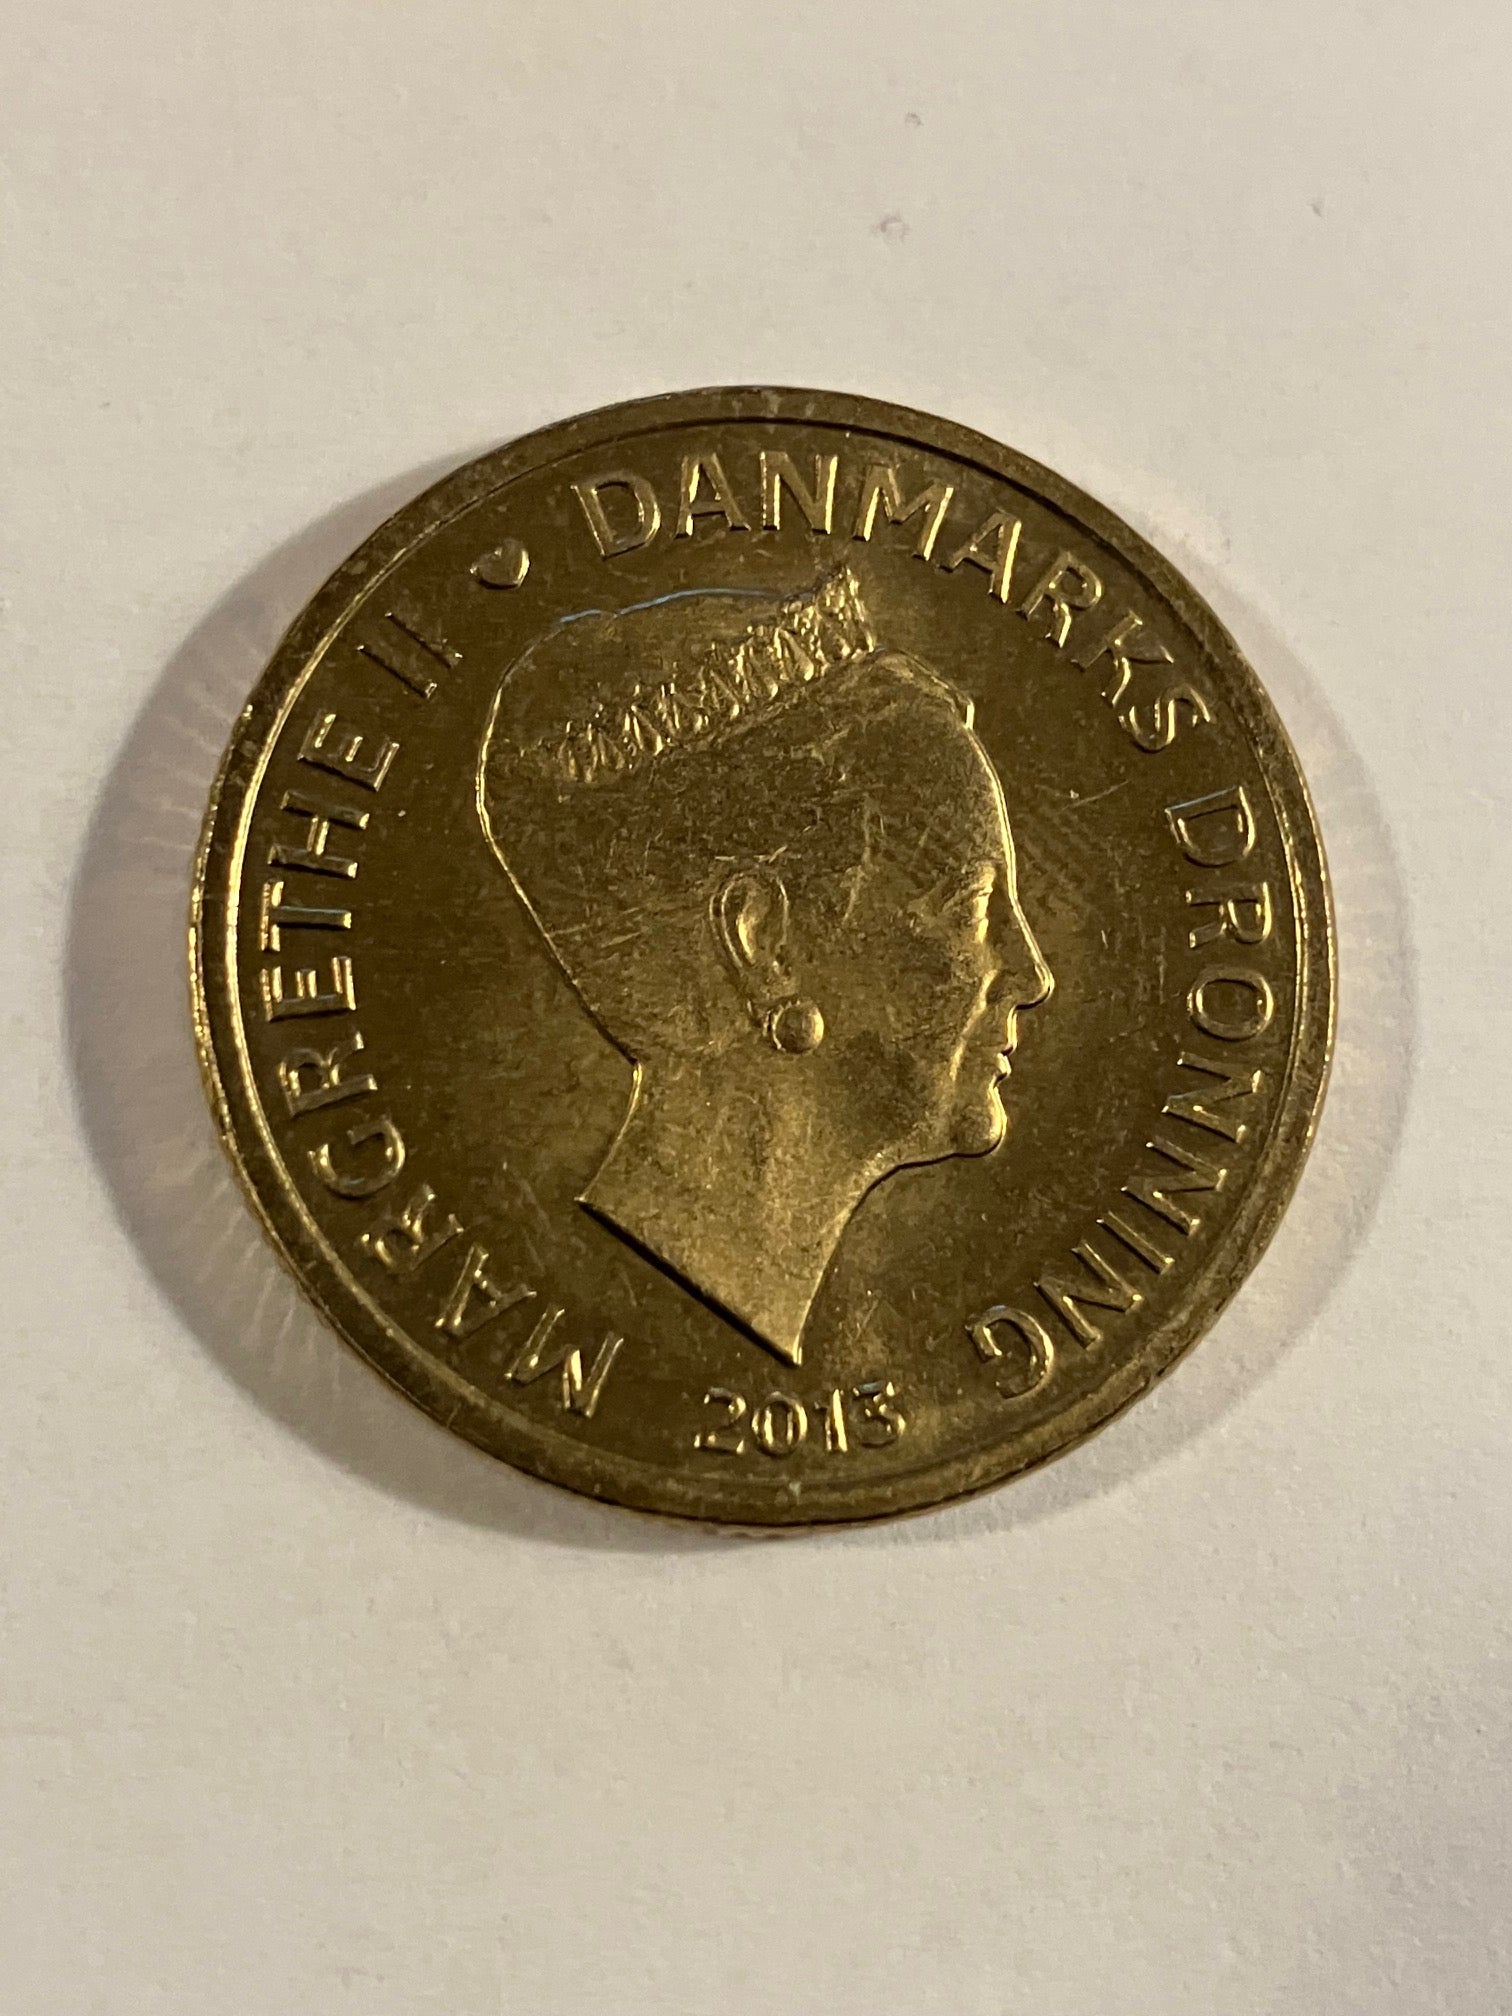 MARGRETHE II ♥ DANMARKS DRONNING
2013